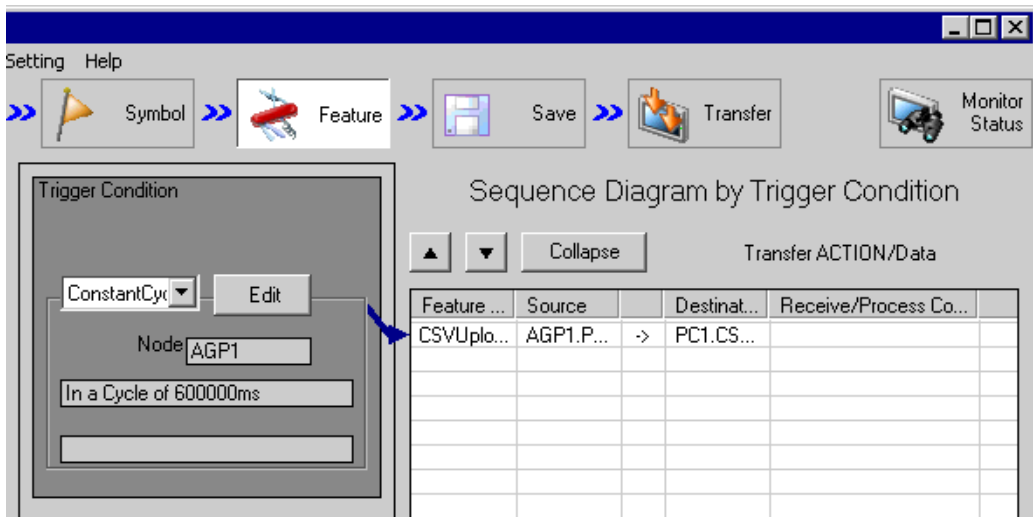 Setting Help
Symbol Feature Save Transfer Monitor Status
Trigger Condition
Sequence Diagram by Trigger Condition
Collapse Transfer ACTION/Data
ConstantCy Edit
Feature ... Source Destinat... Receive/Process Co...
CSVUplo... AGP1.P... -> PC1.CS...
Node AGP1
In a Cycle of 600000ms